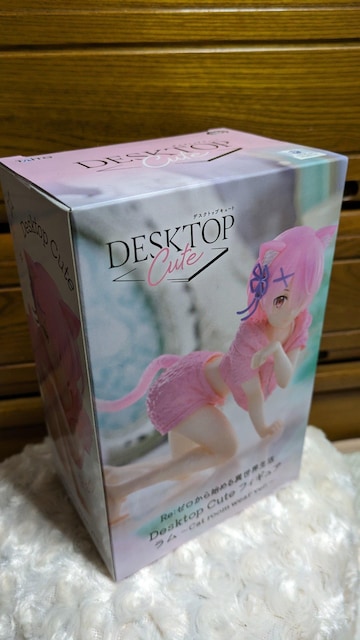 TAITO
DESKTOP
Cute
Desktop Cute
デスクトップキュート
DESKTOP
Cute
Re:ゼロから始める異世界生活
Desktop Cute フィギュア
ラム ~Cat room wear ver.~